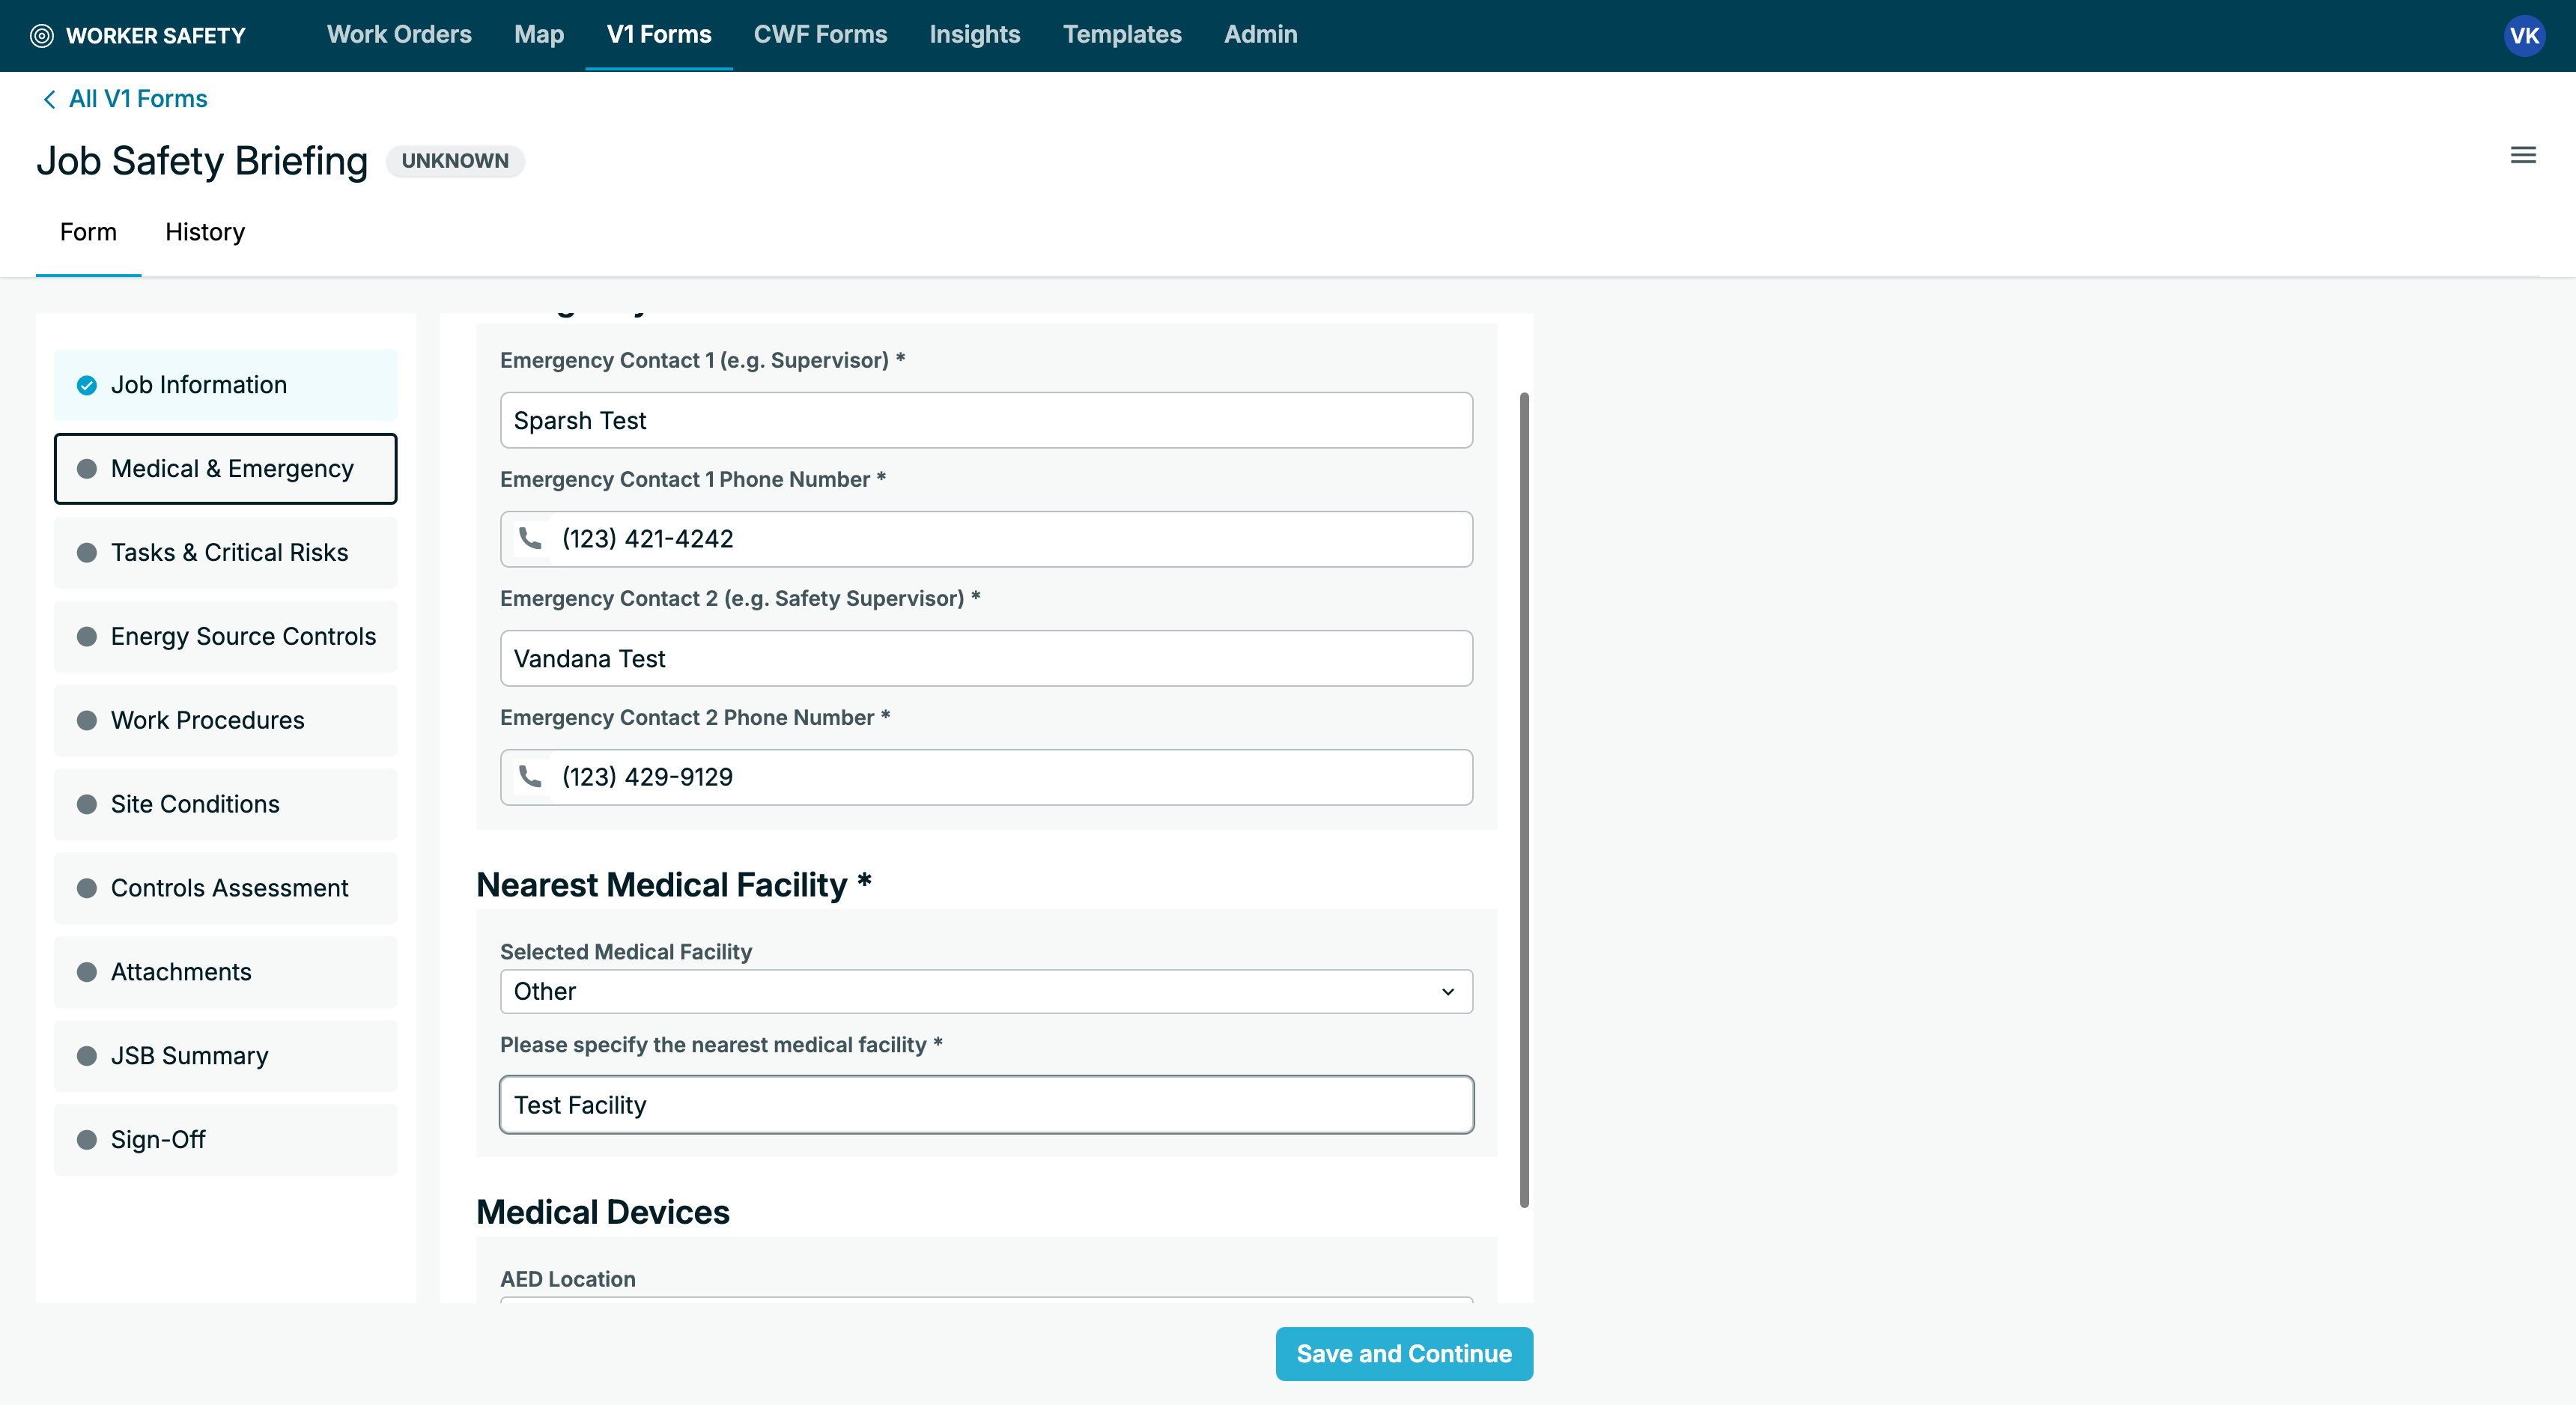 WORKER SAFETY
Work Orders
Map
V1 Forms
CWF Forms
Insights
Templates
Admin
VK
All V1 Forms
Job Safety Briefing
UNKNOWN
Form
History
Job Information
Medical & Emergency
Tasks & Critical Risks
Energy Source Controls
Work Procedures
Site Conditions
Controls Assessment
Attachments
JSB Summary
Sign-Off
Emergency Contact 1 (e.g. Supervisor) *
Sparsh Test
Emergency Contact 1 Phone Number *
(123) 421-4242
Emergency Contact 2 (e.g. Safety Supervisor) *
Vandana Test
Emergency Contact 2 Phone Number *
(123) 429-9129
Nearest Medical Facility *
Selected Medical Facility
Other
Please specify the nearest medical facility *
Test Facility
Medical Devices
AED Location
Save and Continue